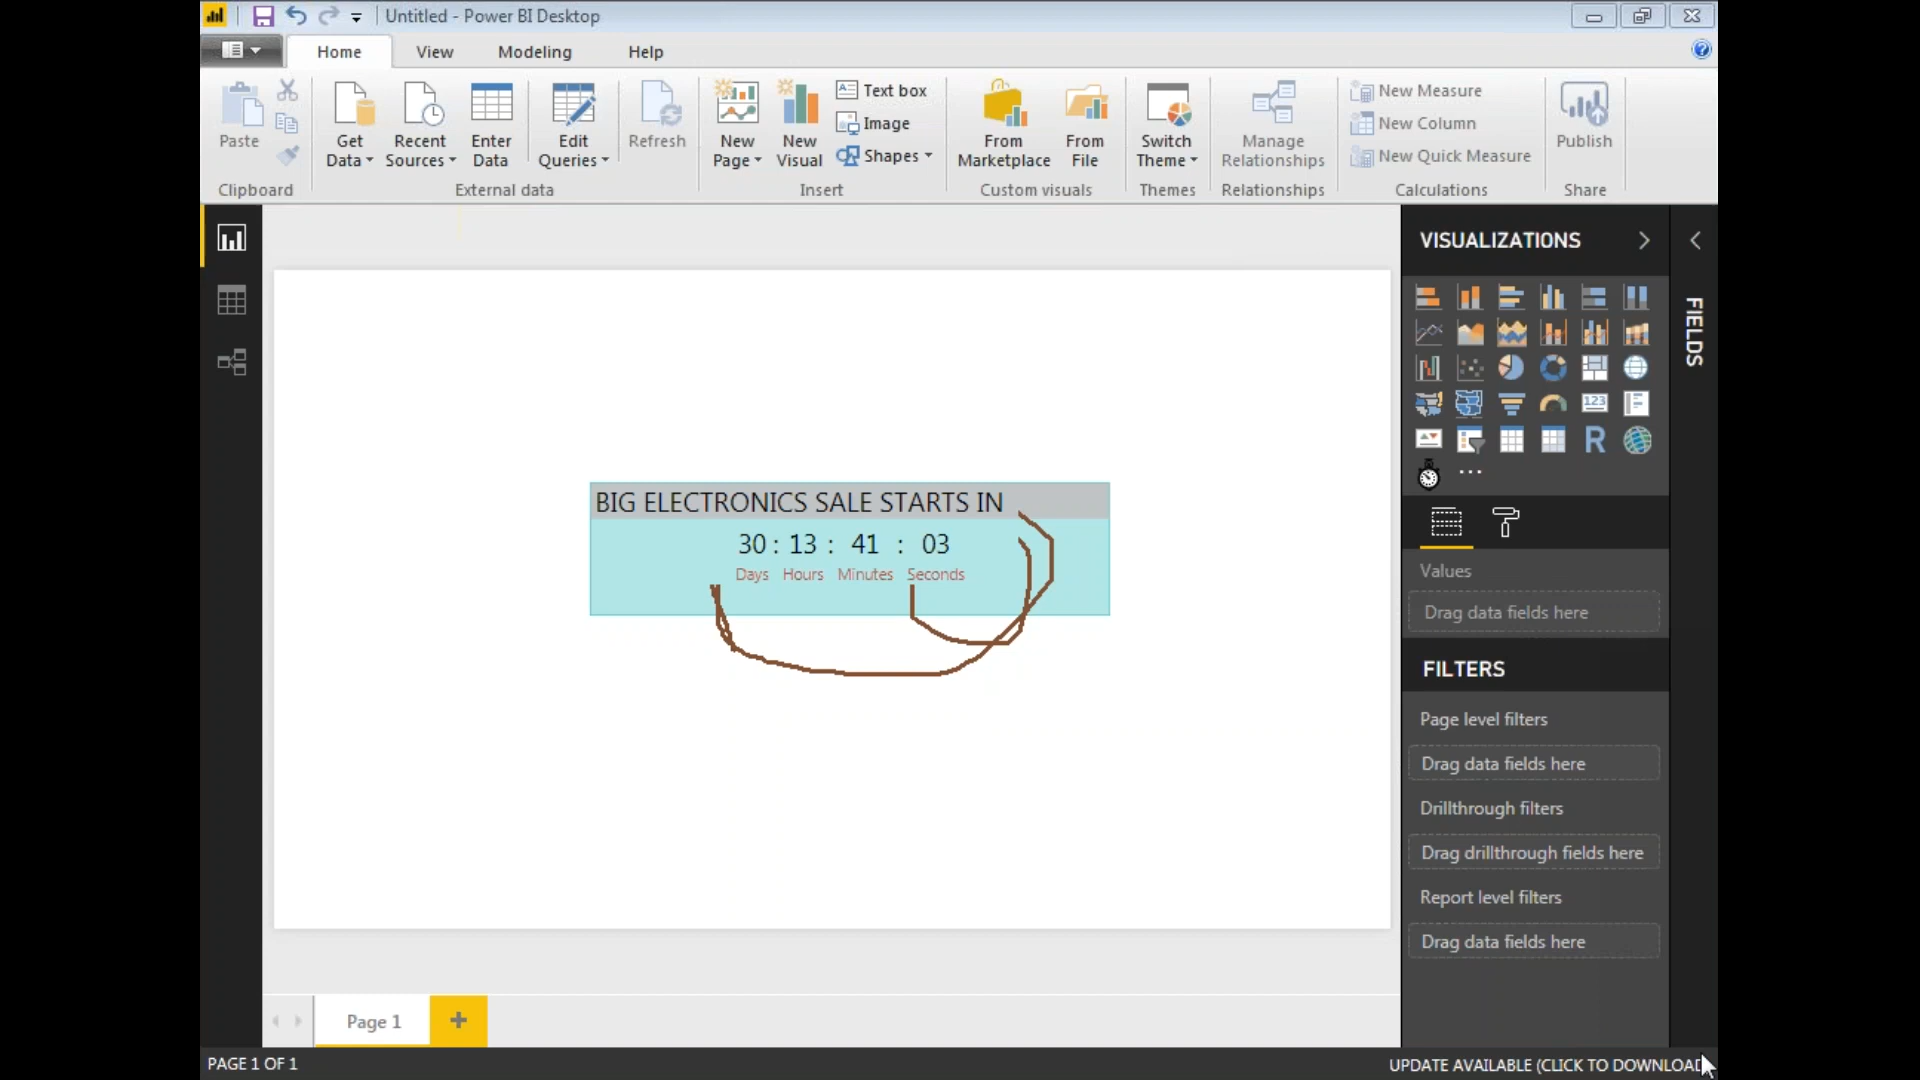 Untitled - Power BI Desktop
Home View Modeling Help
Paste
Clipboard
Get Data
Recent Sources
Enter Data
Edit Queries
Refresh
External data
New Page
New Visual
Text box
Image
Shapes
Insert
From Marketplace
From File
Custom visuals
Switch Theme
Themes
Manage Relationships
Relationships
New Measure
New Column
New Quick Measure
Calculations
Publish
Share
BIG ELECTRONICS SALE STARTS IN
30 : 13 : 41 : 03
Days Hours Minutes Seconds
VISUALIZATIONS
FIELDS
123
R
Values
Drag data fields here
FILTERS
Page level filters
Drag data fields here
Drillthrough filters
Drag drillthrough fields here
Report level filters
Drag data fields here
Page 1
PAGE 1 OF 1
UPDATE AVAILABLE (CLICK TO DOWNLOAD